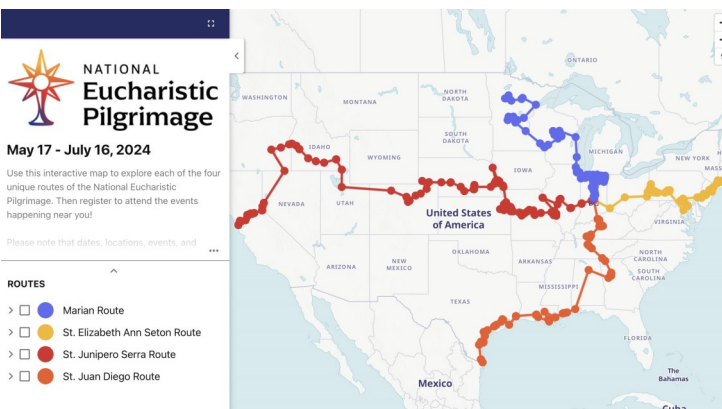 NATIONAL
Eucharistic
Pilgrimage
May 17 - July 16, 2024
Use this interactive map to explore each of the four
unique routes of the National Eucharistic
Pilgrimage. Then register to attend the events
happening near you!
Please note that dates, locations, events, and
ROUTES
Marian Route
St. Elizabeth Ann Seton Route
St. Junipero Serra Route
St. Juan Diego Route
ONTARIO
WASHINGTON
MONTANA
NORTH
DAKOTA
SOUTH
DAKOTA
MICHIGAN
NEW YORK
MASS
IDAHO
WYOMING
IOWA
NEVADA
UTAH
United States
of America
VIRGINIA
OKLAHOMA
ARKANSAS
NORTH
CAROLINA
SOUTH
CAROLINA
ARIZONA
NEW
MEXICO
MISSISSIPPI
TEXAS
FLORIDA
The
Bahamas
Mexico
Cuba